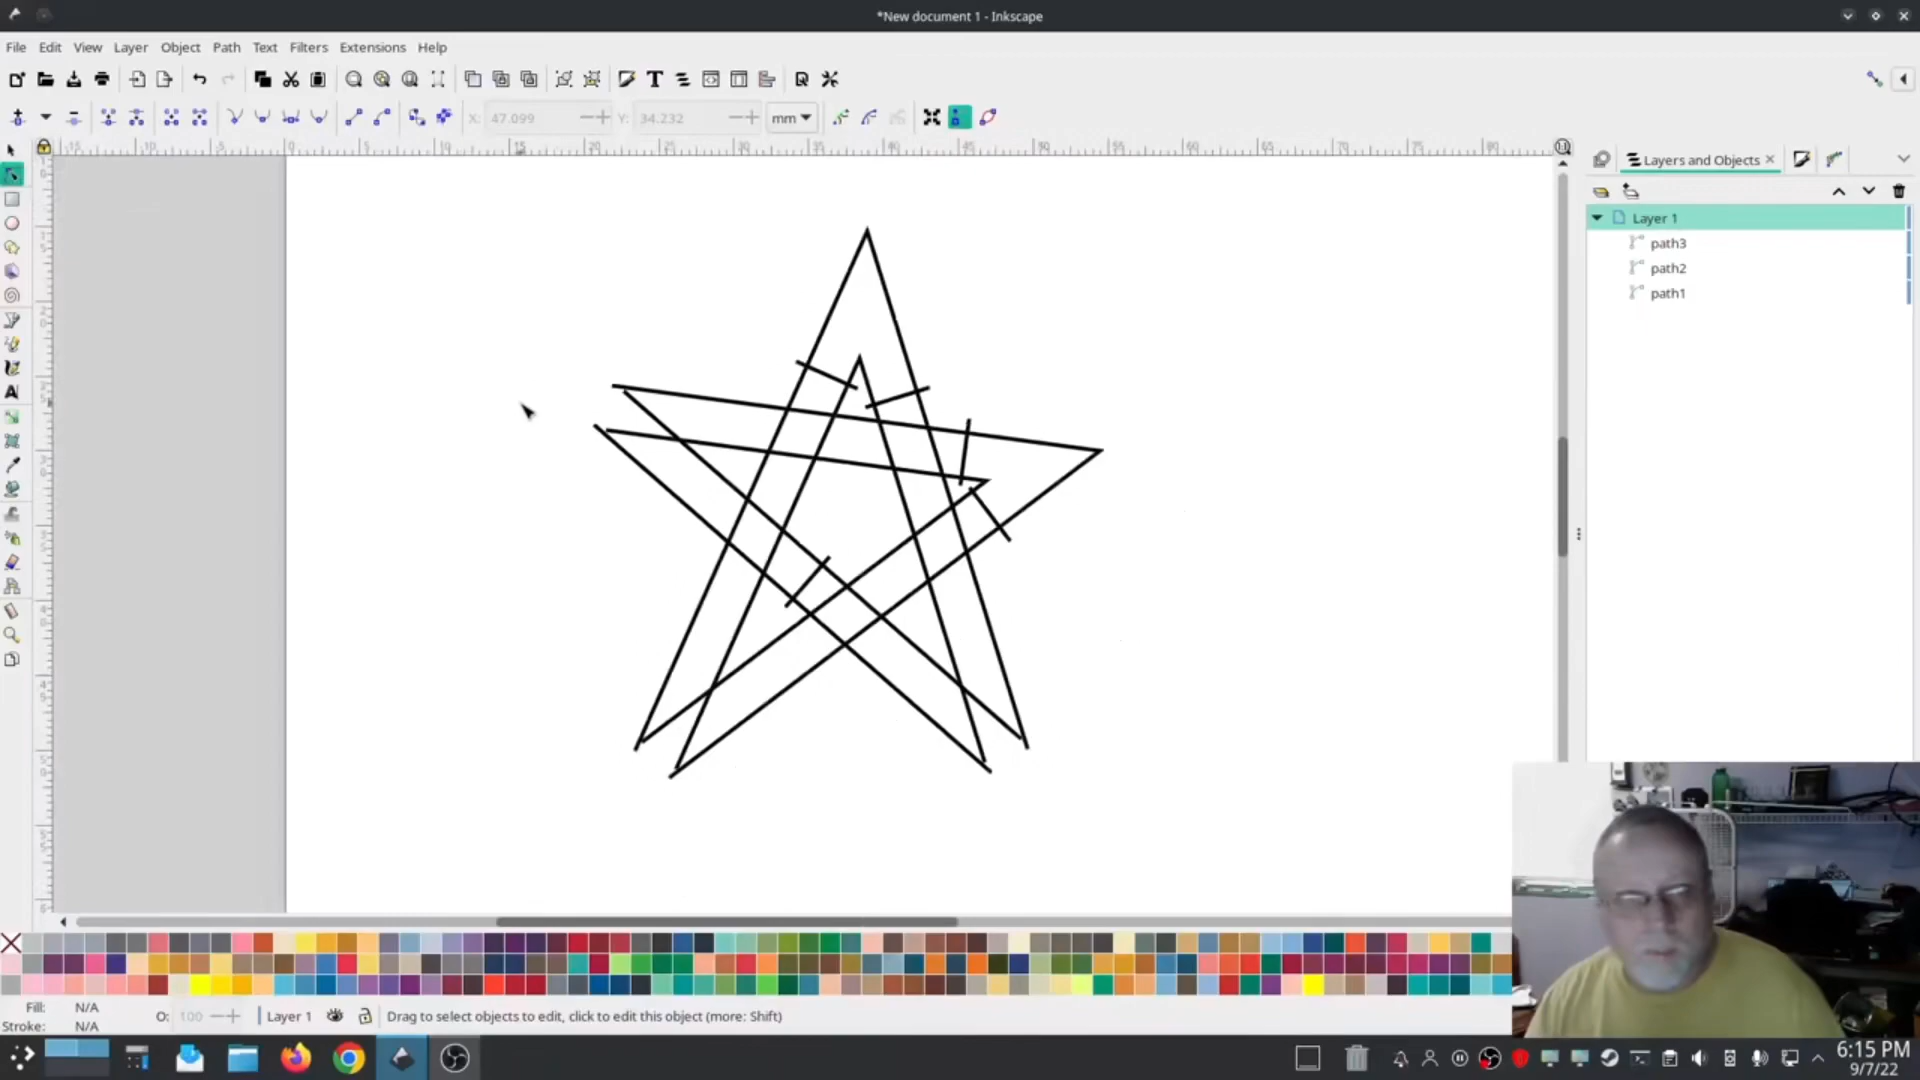 *New document 1 - Inkscape
File Edit View Layer Object Path Text Filters Extensions Help
X: 47.099 Y: 34.232 mm
Layers and Objects
Layer 1
path3
path2
path1
Fill: N/A
Stroke: N/A
O: 100
Layer 1
Drag to select objects to edit, click to edit this object (more: Shift)
6:15 PM
9/7/22